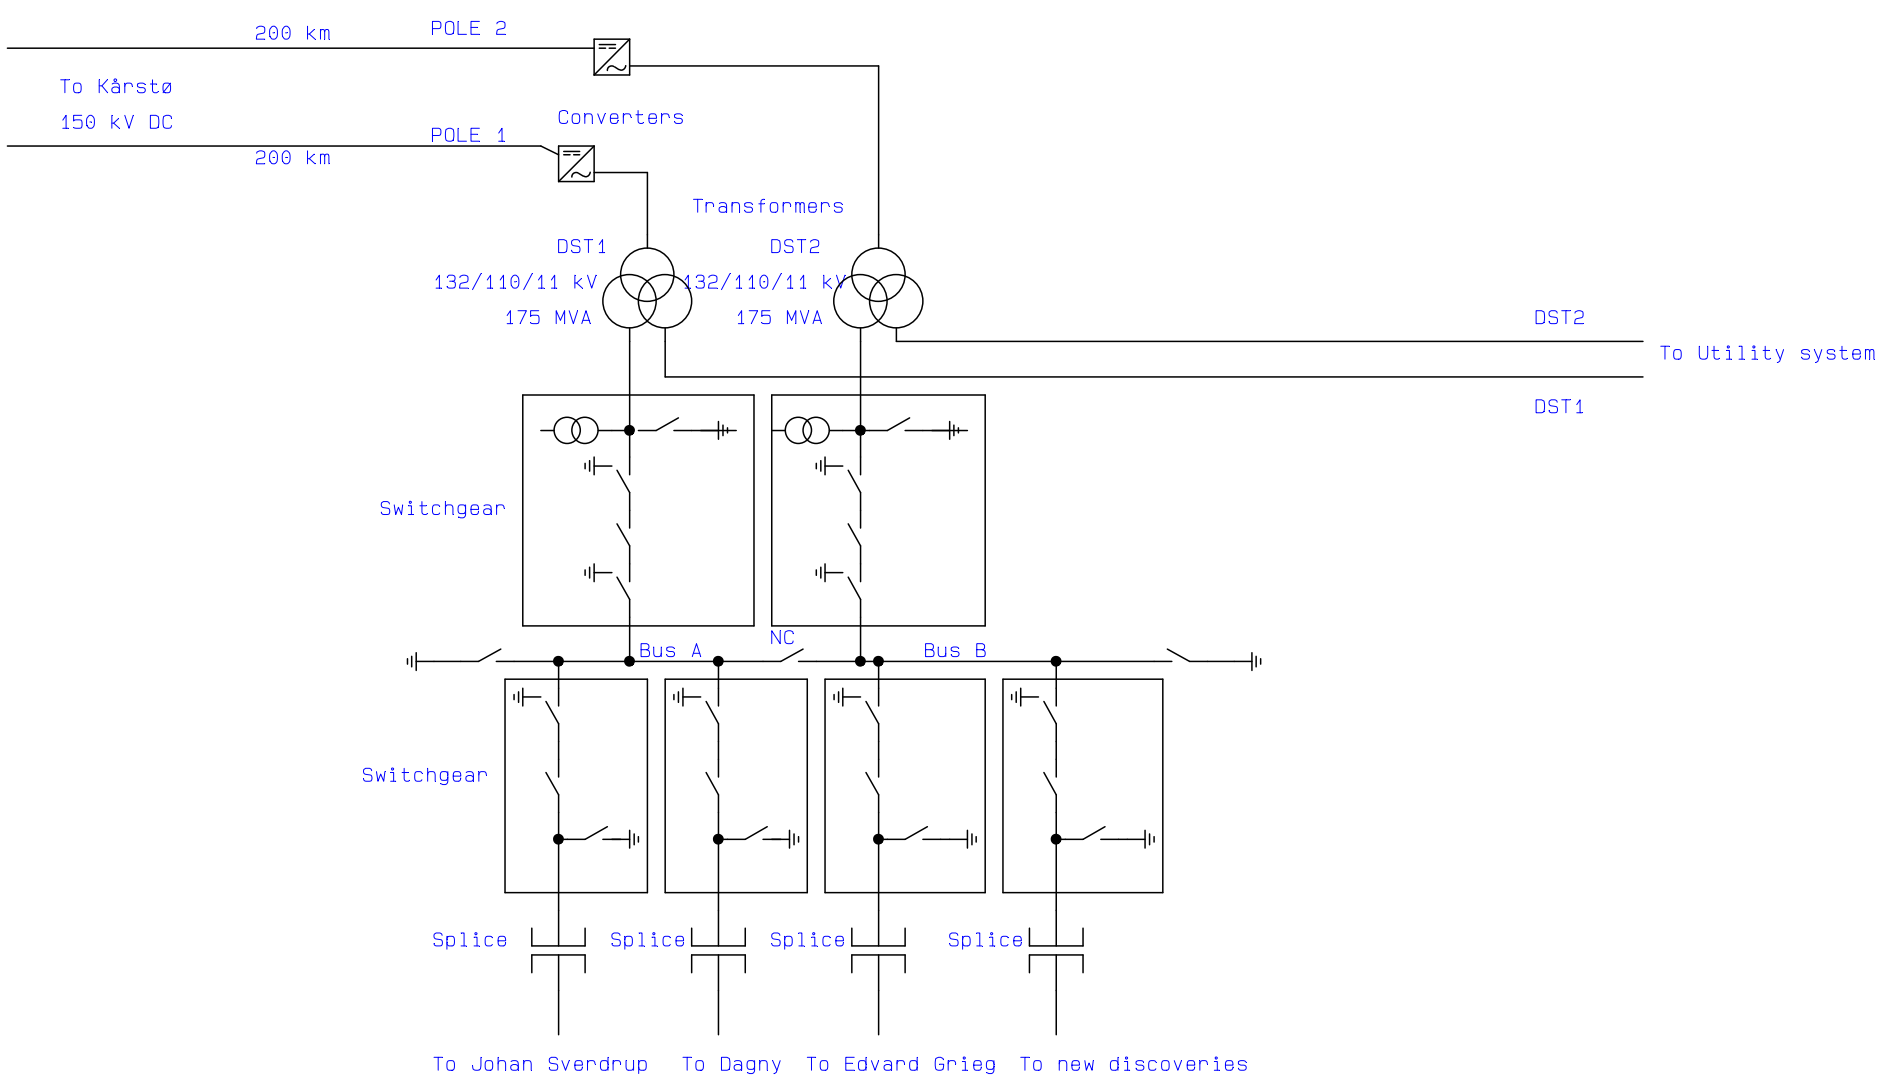 POLE 2
200 km
To Kårstø
150 kV DC
Converters
POLE 1
200 km
Transformers
DST1
DST2
132/110/11 kV
132/110/11 kV
175 MVA
175 MVA
DST2
To Utility system
DST1
Switchgear
NC
Bus A
Bus B
Switchgear
Splice
Splice
Splice
Splice
To Johan Sverdrup
To Dagny
To Edvard Grieg
To new discoveries